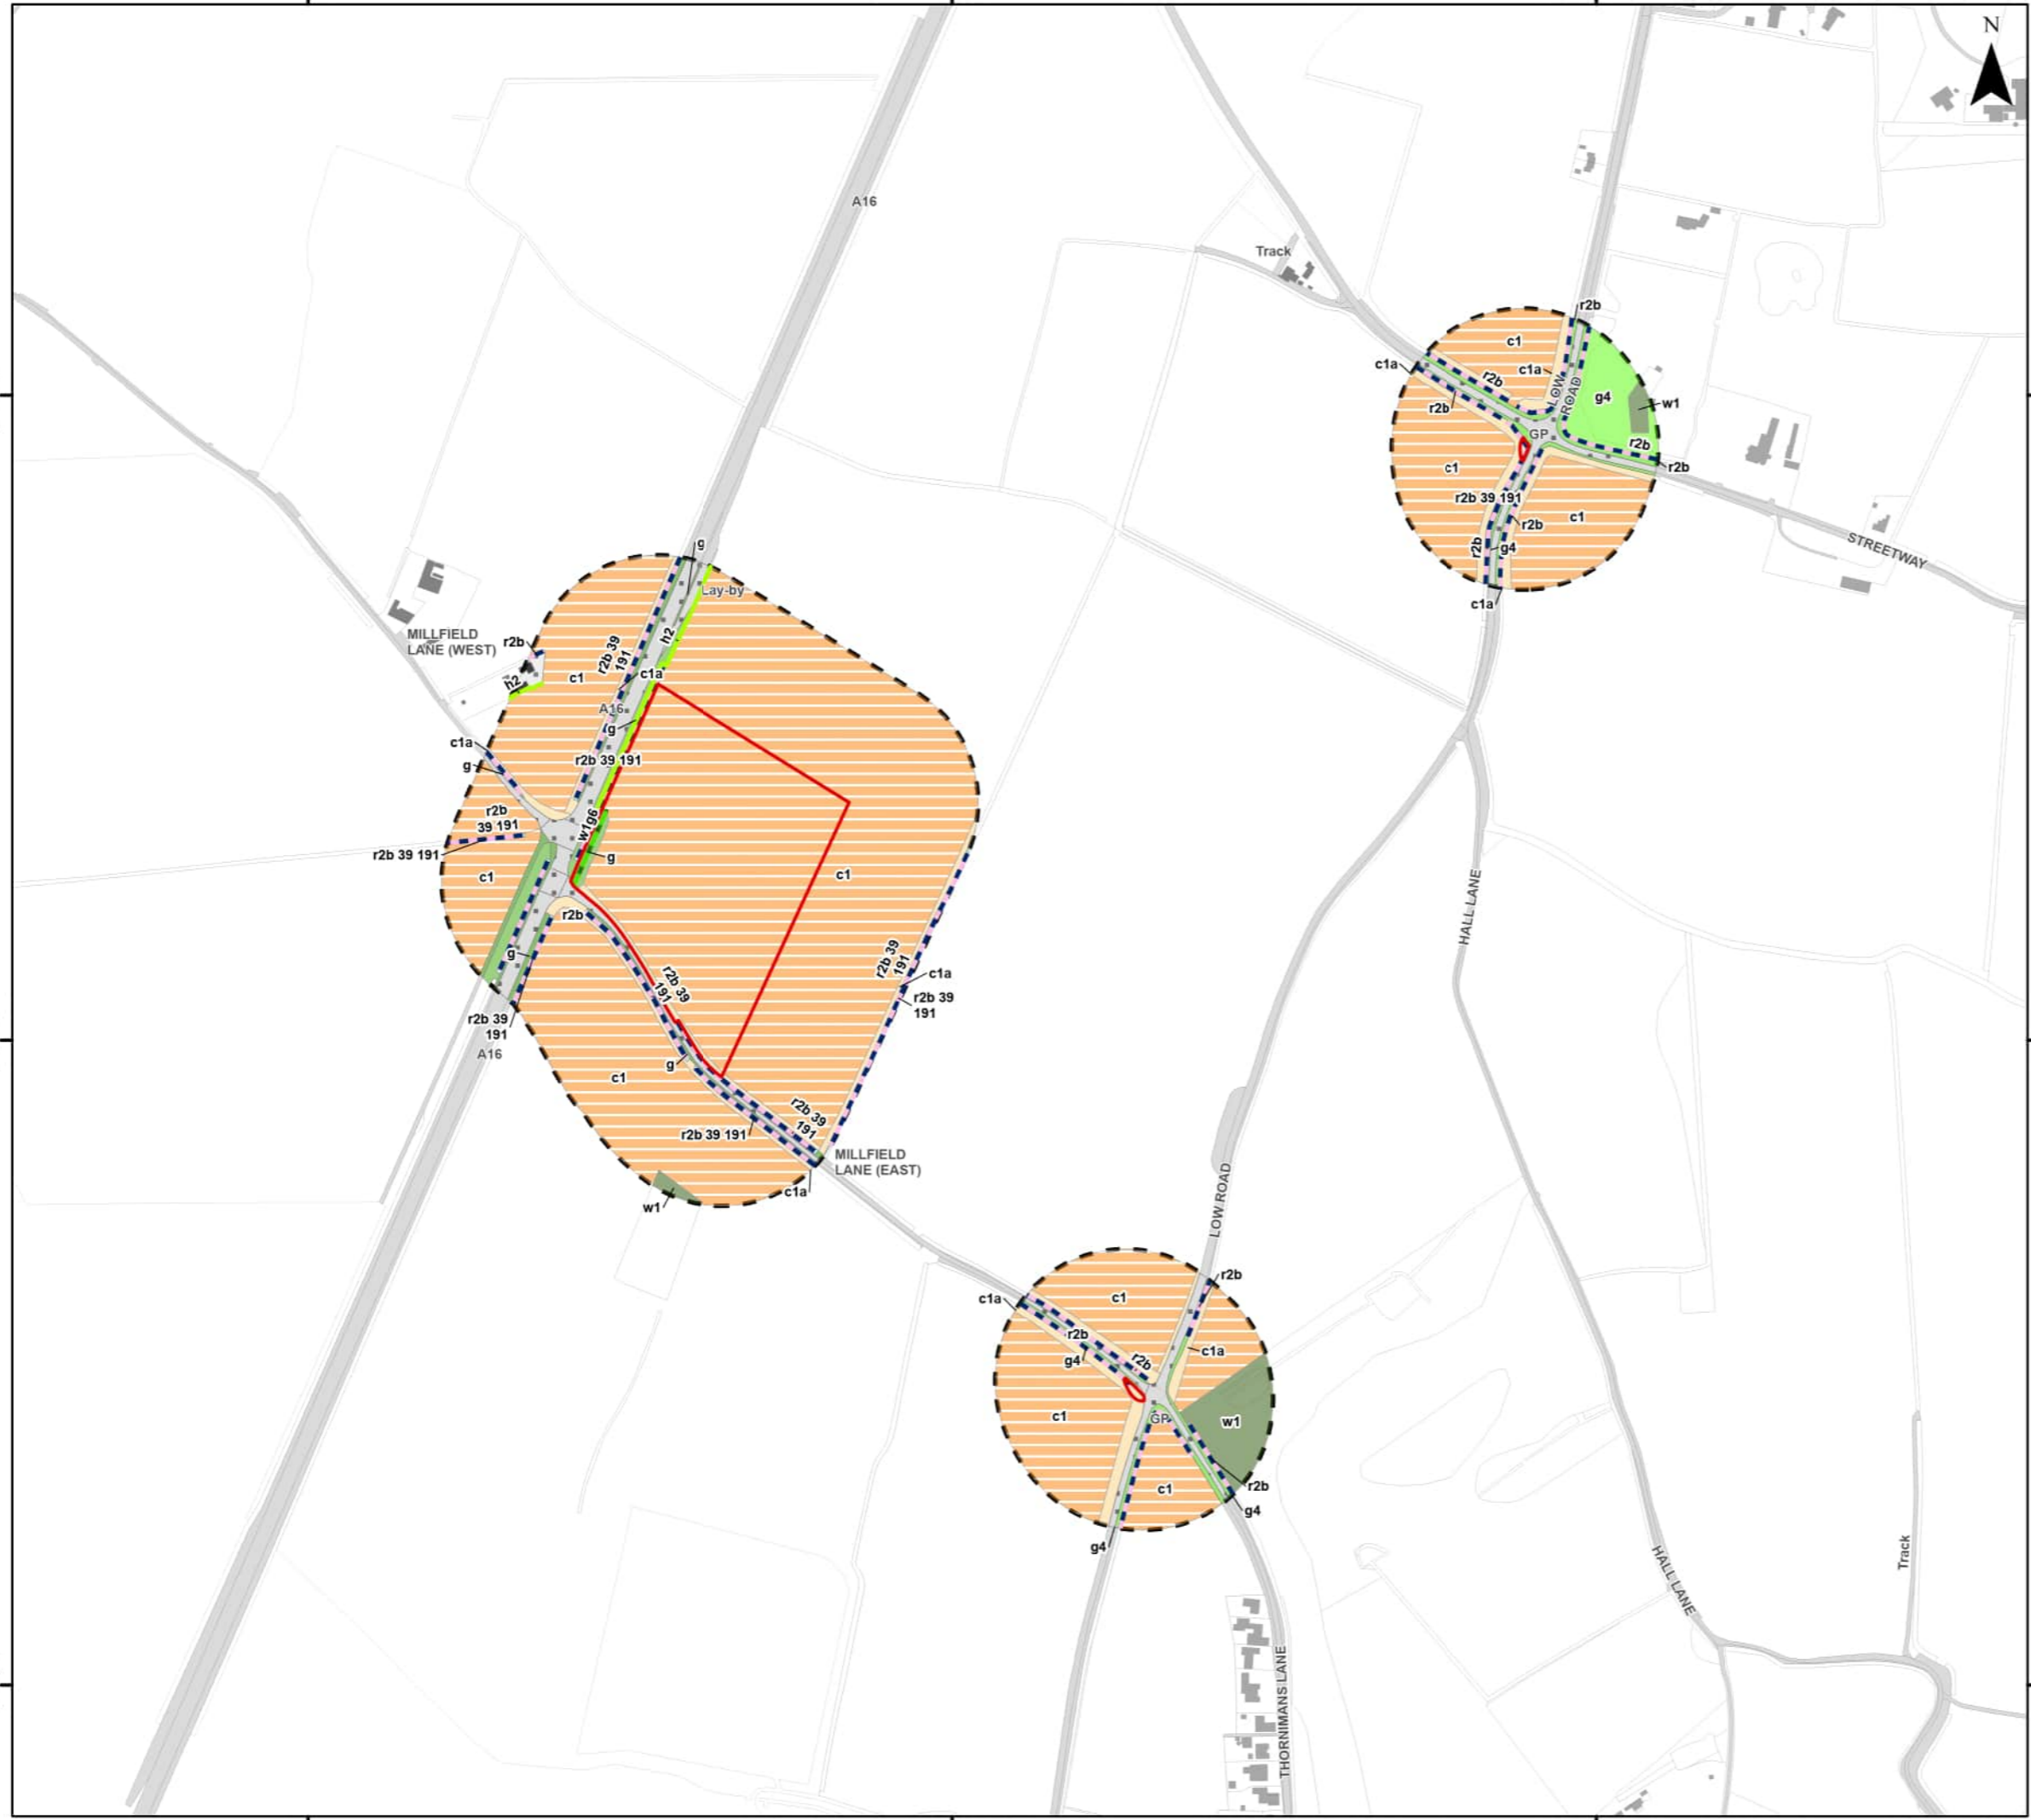 N
A16
Track
r2b
c1
c1a
c1a
r2b
LOW
ROAD
g4
w1
r2b
GP
r2b
r2b
c1
r2b 39 191
c1
r2b
r2b
g4
STREETWAY
c1a
g
Lay-by
MILLFIELD
LANE (WEST)
r2b
h2
r2b 39
191
c1a
c1
h2
A16
g
c1a
r2b 39 191
g
r2b
39 191
w1g6
r2b 39 191
g
c1
c1
HALL LANE
r2b
g
r2b 39
191
r2b 39
191
c1a
r2b 39
191
r2b 39
191
A16
g
c1
r2b 39
191
r2b 39 191
MILLFIELD
LANE (EAST)
c1a
w1
LOW ROAD
r2b
c1a
c1
r2b
r2b
c1a
g4
c1
GP
w1
c1
r2b
g4
g4
HALL LANE
Track
THORNIMANS LANE